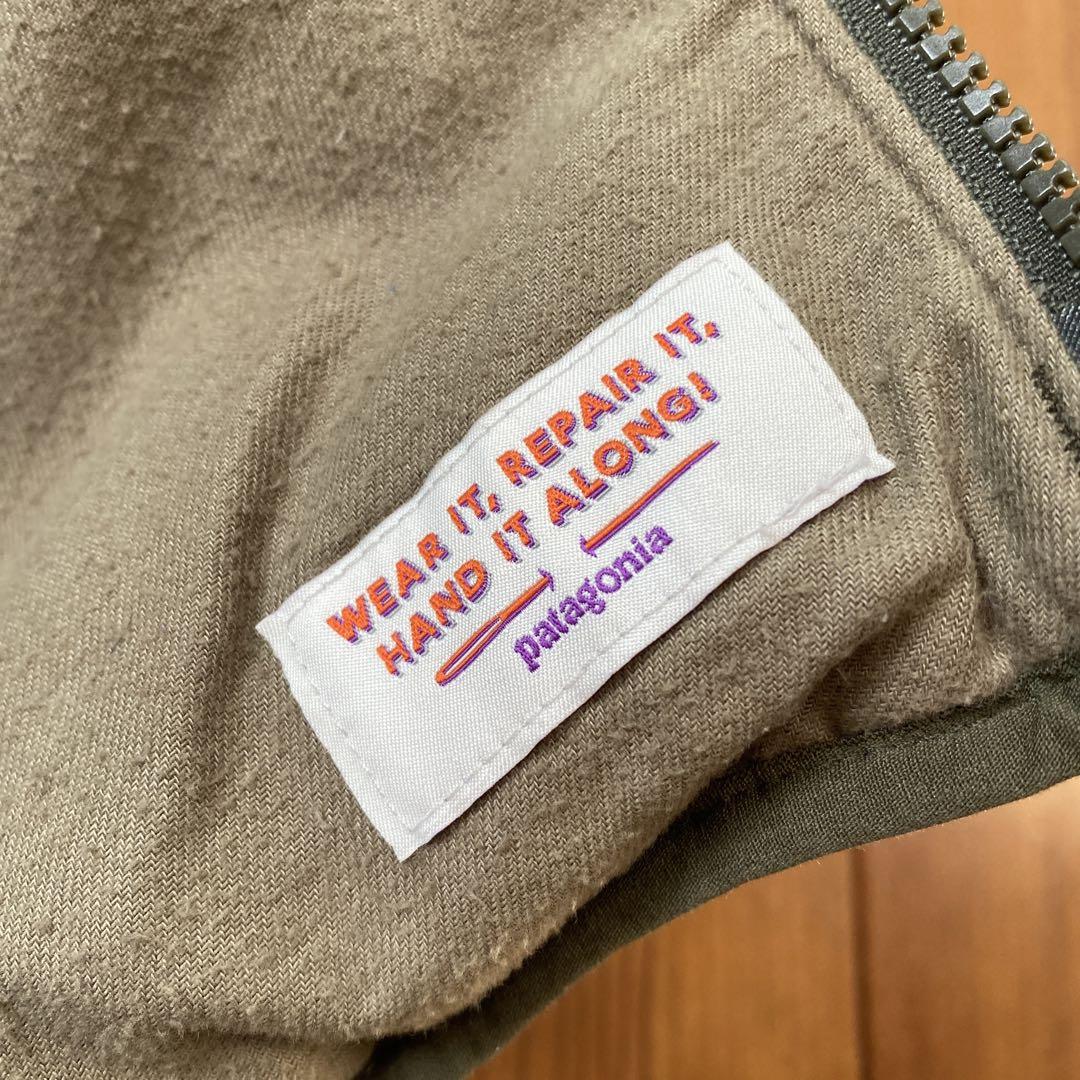 WEAR IT, REPAIR IT,
HAND IT ALONG!
patagonia